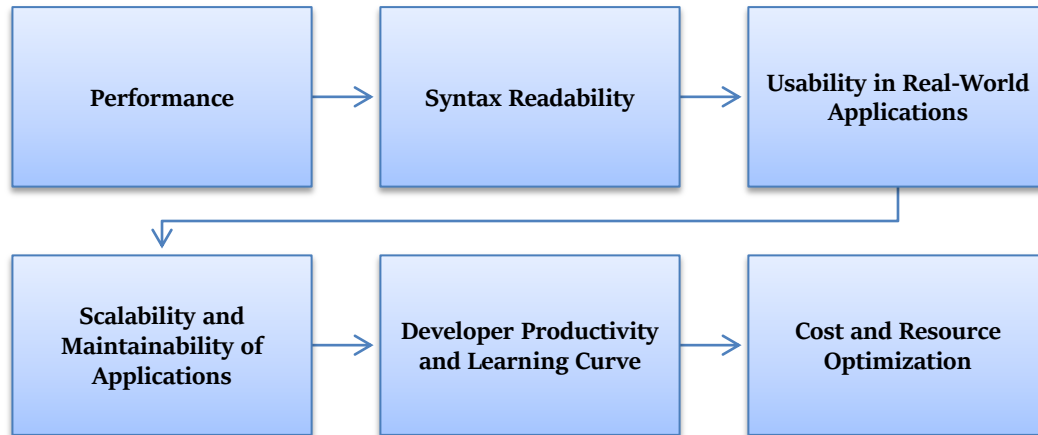 Performance
Syntax Readability
Usability in Real-World
Applications
Scalability and
Maintainability of
Applications
Developer Productivity
and Learning Curve
Cost and Resource
Optimization